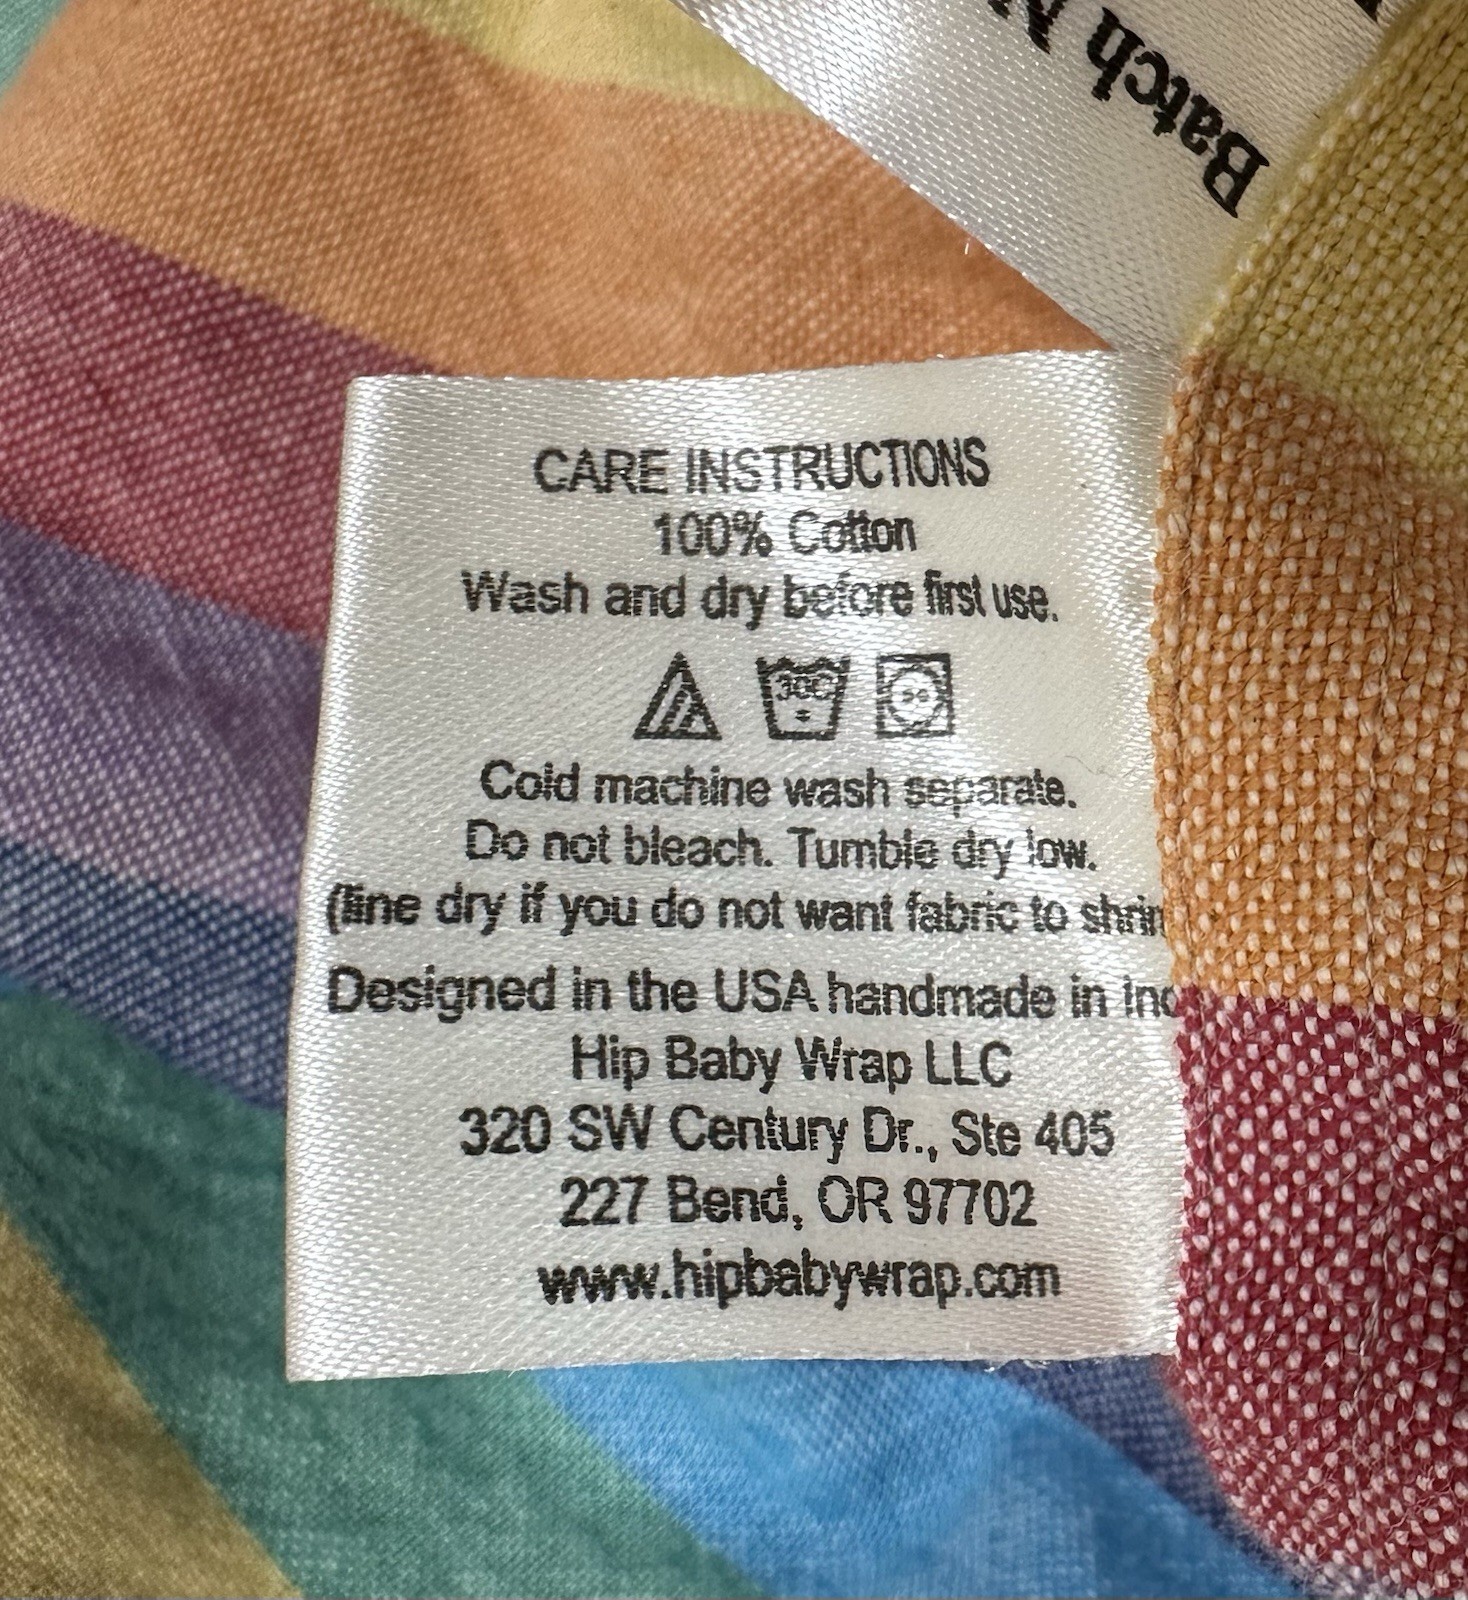 Batch
CARE INSTRUCTIONS
100% Cotton
Wash and dry before first use.
30C
Cold machine wash separate.
Do not bleach. Tumble dry low.
(line dry if you do not want fabric to shrin
Designed in the USA handmade in Inc
Hip Baby Wrap LLC
320 SW Century Dr., Ste 405
227 Bend, OR 97702
www.hipbabywrap.com